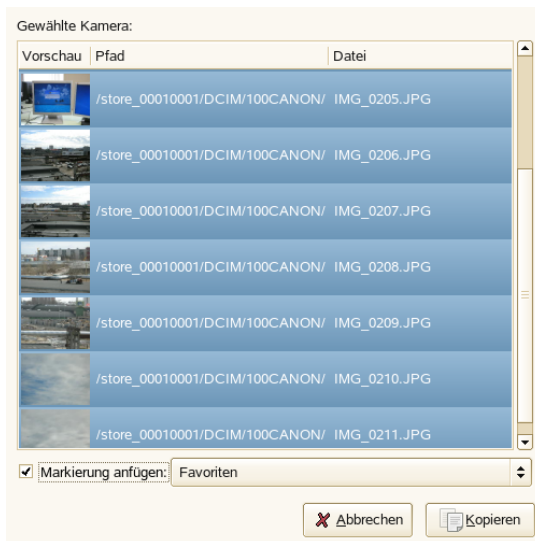 Gewählte Kamera:
Vorschau Pfad Datei
/store_00010001/DCIM/100CANON/ IMG_0205.JPG
/store_00010001/DCIM/100CANON/ IMG_0206.JPG
/store_00010001/DCIM/100CANON/ IMG_0207.JPG
/store_00010001/DCIM/100CANON/ IMG_0208.JPG
/store_00010001/DCIM/100CANON/ IMG_0209.JPG
/store_00010001/DCIM/100CANON/ IMG_0210.JPG
/store_00010001/DCIM/100CANON/ IMG_0211.JPG
Markierung anfügen: Favoriten
Abbrechen Kopieren